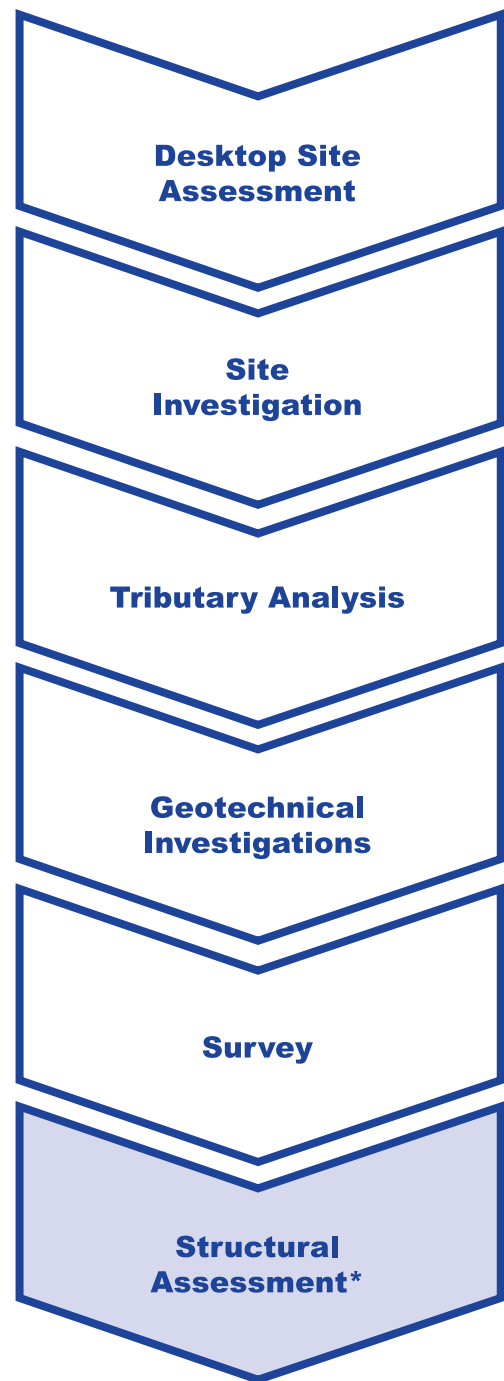 Desktop Site
Assessment
Site
Investigation
Tributary Analysis
Geotechnical
Investigations
Survey
Structural
Assessment*